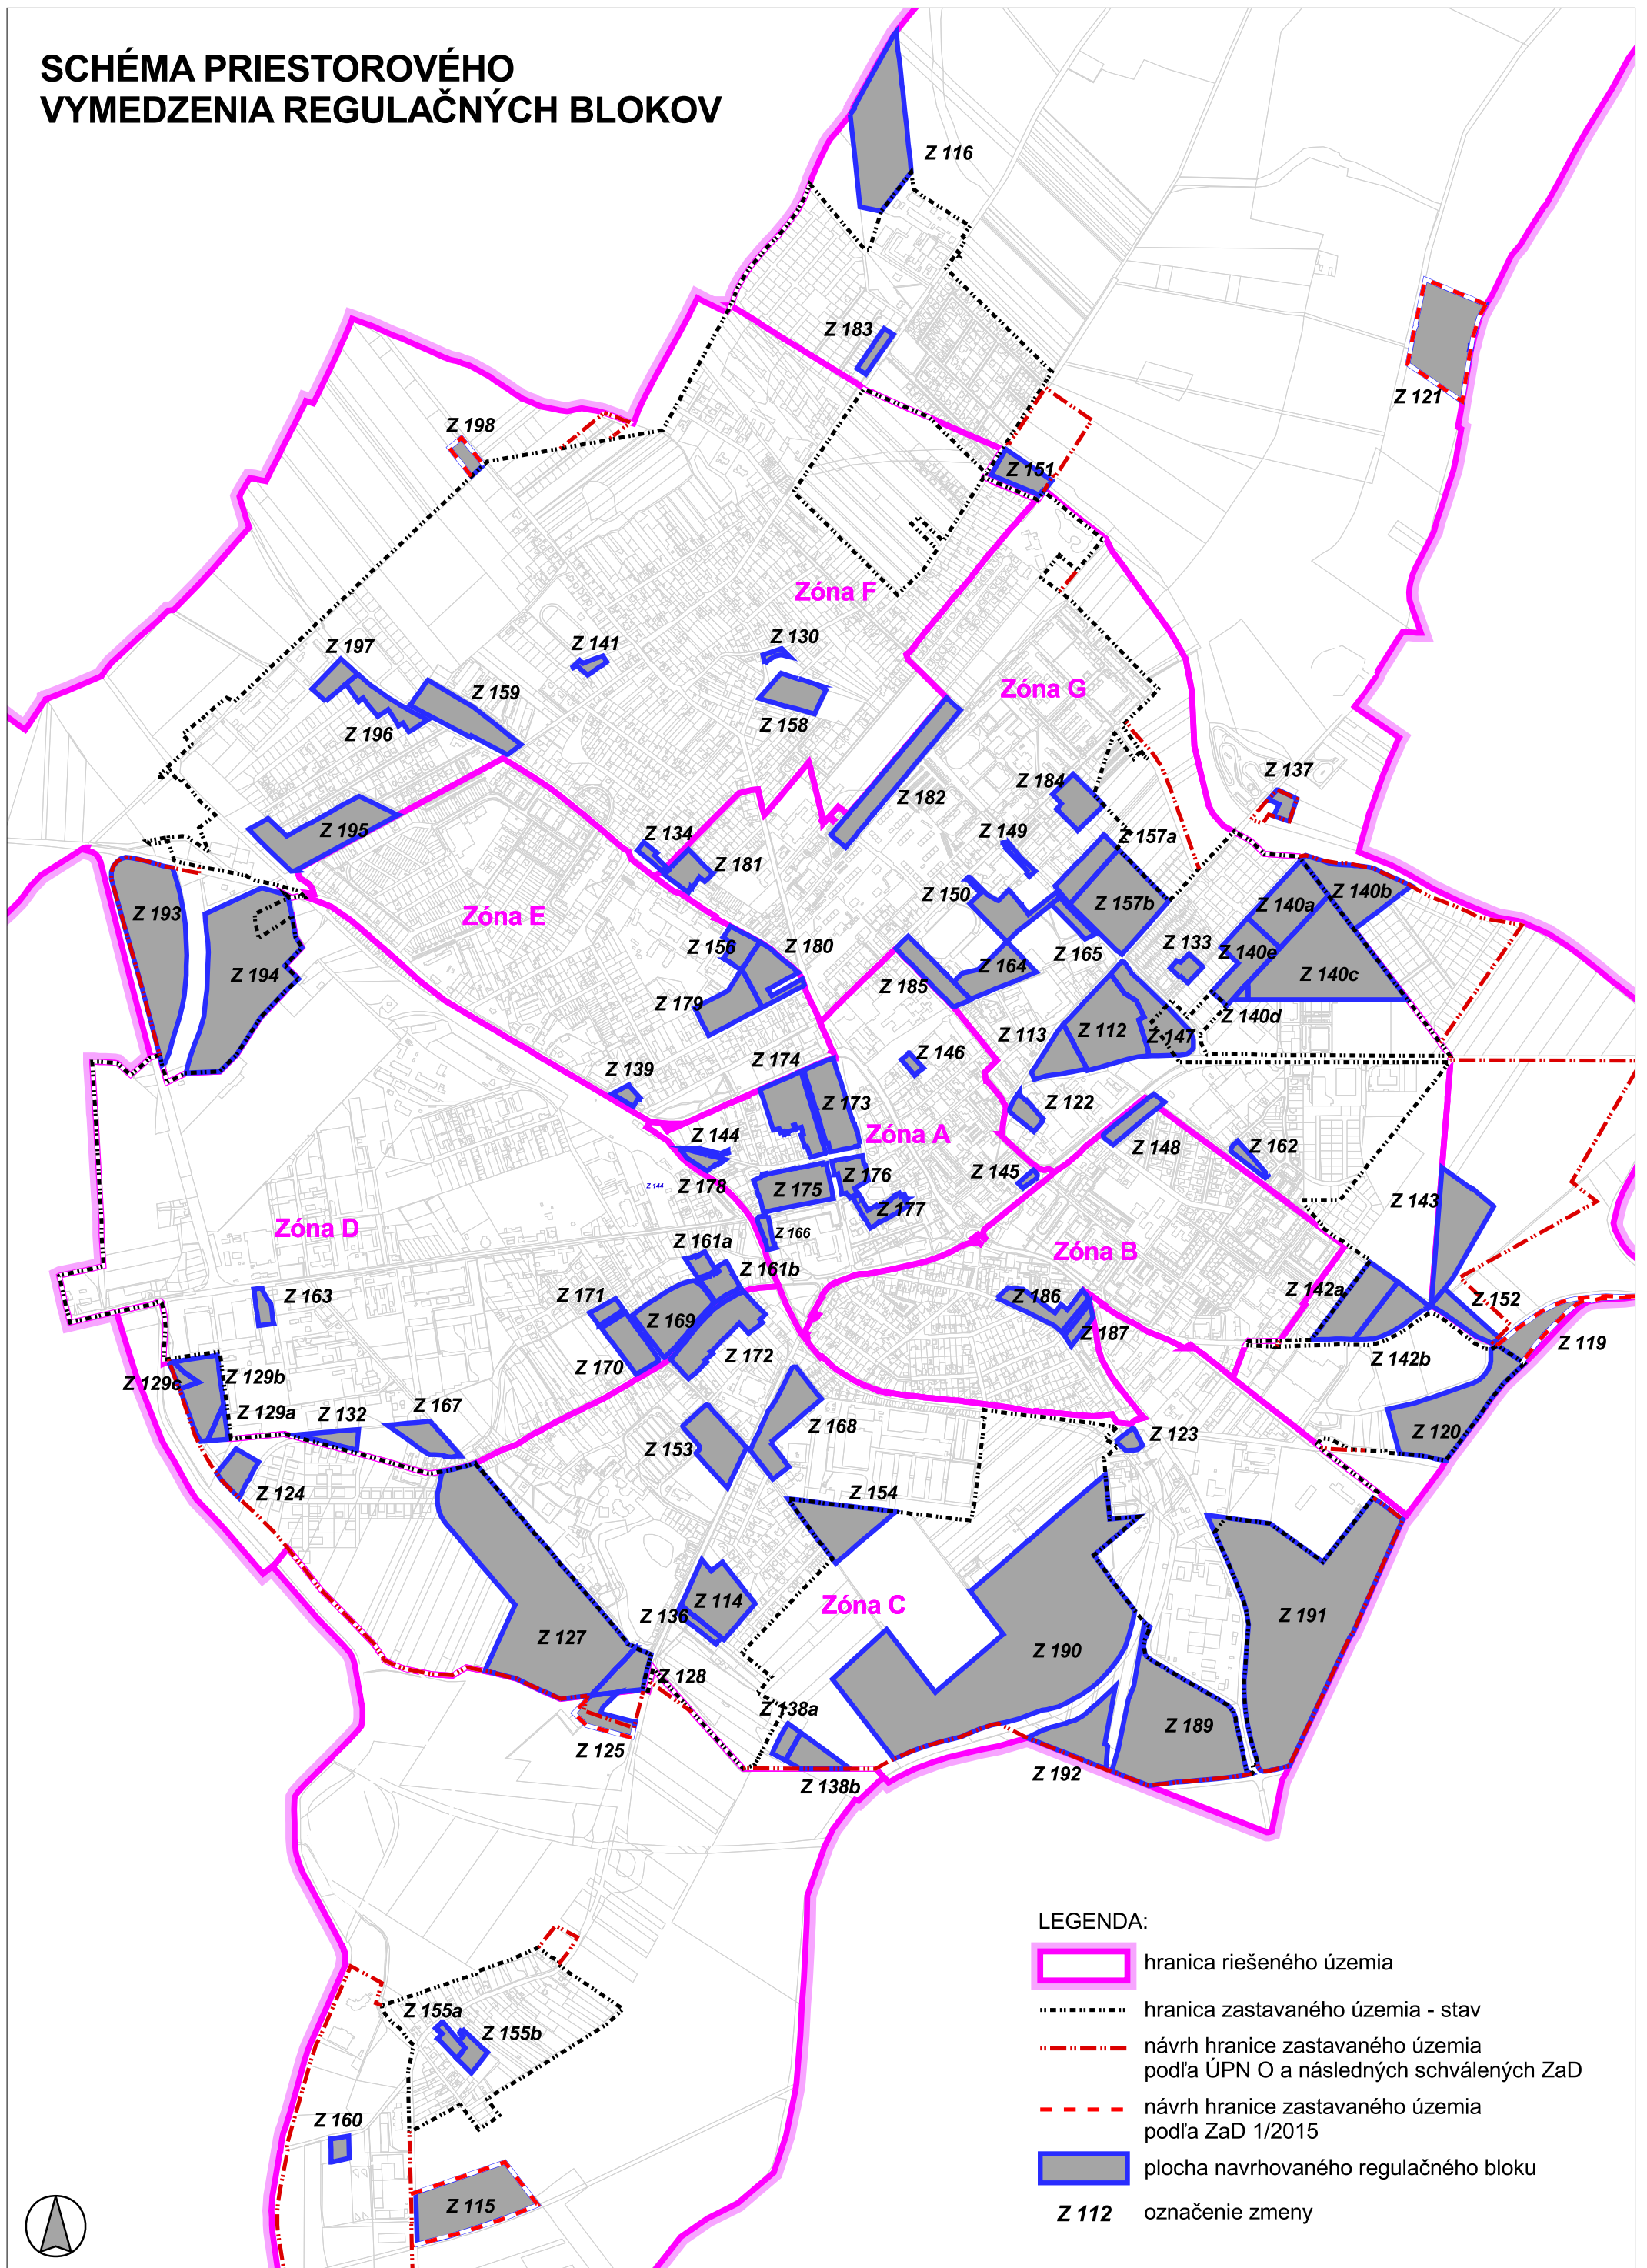 SCHÉMA PRIESTOROVÉHO
VYMEDZENIA REGULAČNÝCH BLOKOV
Z 116
Z 183
Z 121
Z 198
Z 151
Zóna F
Z 197
Z 141
Z 130
Z 159
Z 196
Z 158
Zóna G
Z 137
Z 184
Z 182
Z 195
Z 134
Z 149
Z 157a
Z 181
Z 150
Z 157b
Z 140a
Z 140b
Z 193
Zóna E
Z 156
Z 180
Z 165
Z 133
Z 140e
Z 194
Z 164
Z 140c
Z 179
Z 185
Z 140d
Z 113
Z 112
Z 147
Z 174
Z 146
Z 139
Z 173
Z 122
Z 144
Zóna A
Z 148
Z 162
Z 144
Z 178
Z 175
Z 176
Z 145
Z 177
Z 143
Zóna D
Z 166
Z 161a
Zóna B
Z 161b
Z 163
Z 171
Z 186
Z 142a
Z 152
Z 169
Z 187
Z 119
Z 170
Z 172
Z 142b
Z 129c
Z 129b
Z 129a
Z 132
Z 167
Z 168
Z 153
Z 123
Z 120
Z 124
Z 154
Z 114
Z 136
Zóna C
Z 191
Z 127
Z 190
Z 128
Z 138a
Z 189
Z 125
Z 192
Z 138b
Z 155a
Z 155b
Z 160
Z 115
LEGENDA:
hranica riešeného územia
hranica zastavaného územia - stav
návrh hranice zastavaného územia
podľa ÚPN O a následných schválených ZaD
návrh hranice zastavaného územia
podľa ZaD 1/2015
plocha navrhovaného regulačného bloku
Z 112 označenie zmeny